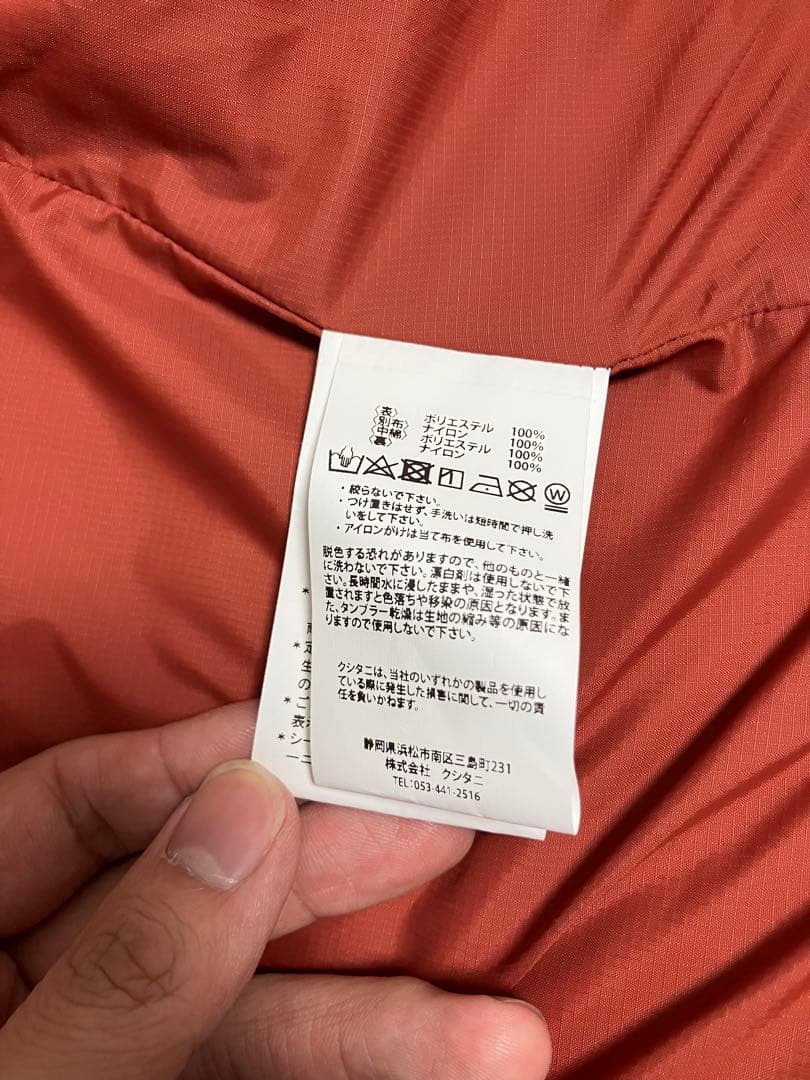 〈表〉 ポリエステル 100%
〈別布〉 ナイロン 100%
〈中綿〉 ポリエステル 100%
〈裏〉 ナイロン 100%
W
・絞らないで下さい。
・つけ置きはせず、手洗いは短時間で押し洗
いをして下さい。
・アイロンがけは当て布を使用して下さい。
脱色する恐れがありますので、他のものと一緒
に洗わないで下さい。漂白剤は使用しないで下
さい。長時間水に浸したままや、湿った状態で放
置されますと色落ちや移染の原因となります。ま
た、タンブラー乾燥は生地の縮み等の原因にな
りますので使用しないで下さい。
クシタニは、当社のいずれかの製品を使用し
ている際に発生した損害に関して、一切の責
任を負いかねます。
静岡県浜松市南区三島町231
株式会社 クシタニ
TEL:053-441-2516
*
*定
生
の
*こ
表
*シ